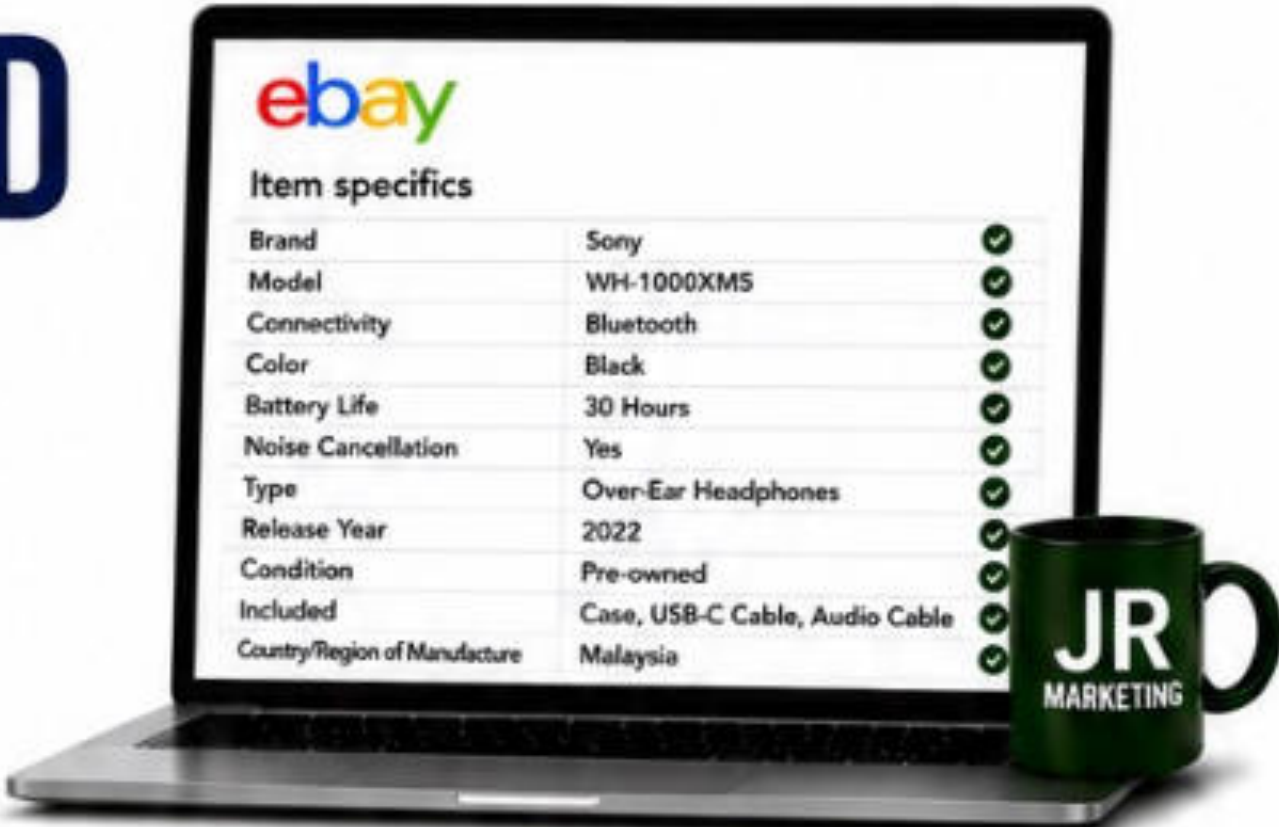 D
ebay
Item specifics
Brand Sony
Model WH-1000XM5
Connectivity Bluetooth
Color Black
Battery Life 30 Hours
Noise Cancellation Yes
Type Over-Ear Headphones
Release Year 2022
Condition Pre-owned
Included Case, USB-C Cable, Audio Cable
Country/Region of Manufacture Malaysia
JR
MARKETING